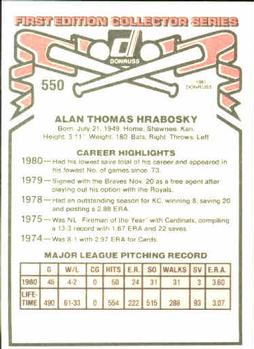 FIRST EDITION COLLECTOR SERIES
DONRUSS
550
1981
DONRUSS
ALAN THOMAS HRABOSKY
Born: July 21, 1949. Home: Shawnee, Kan.
Height: 5' 11" Weight: 180 Bats: Right, Throws: Left
CAREER HIGHLIGHTS
1980—Had his lowest save total of his career and appeared in his fewest No. of games since '73.
1979—Signed with the Braves Nov. 20 as a free agent after playing out his option with the Royals.
1978—Had an outstanding season for KC, winning 8, saving 20 and posting a 2.88 ERA.
1975—Was NL "Fireman of the Year" with Cardinals, compiling a 13-3 record with 1.67 ERA and 22 saves.
1974—Was 8-1 with 2.97 ERA for Cards.
MAJOR LEAGUE PITCHING RECORD
G W/L CG HITS ER SO WALKS SV E.R.A.
1980 45 4-2 0 50 24 31 31 3 3.60
LIFE-TIME 490 61-33 0 554 222 515 288 93 3.07